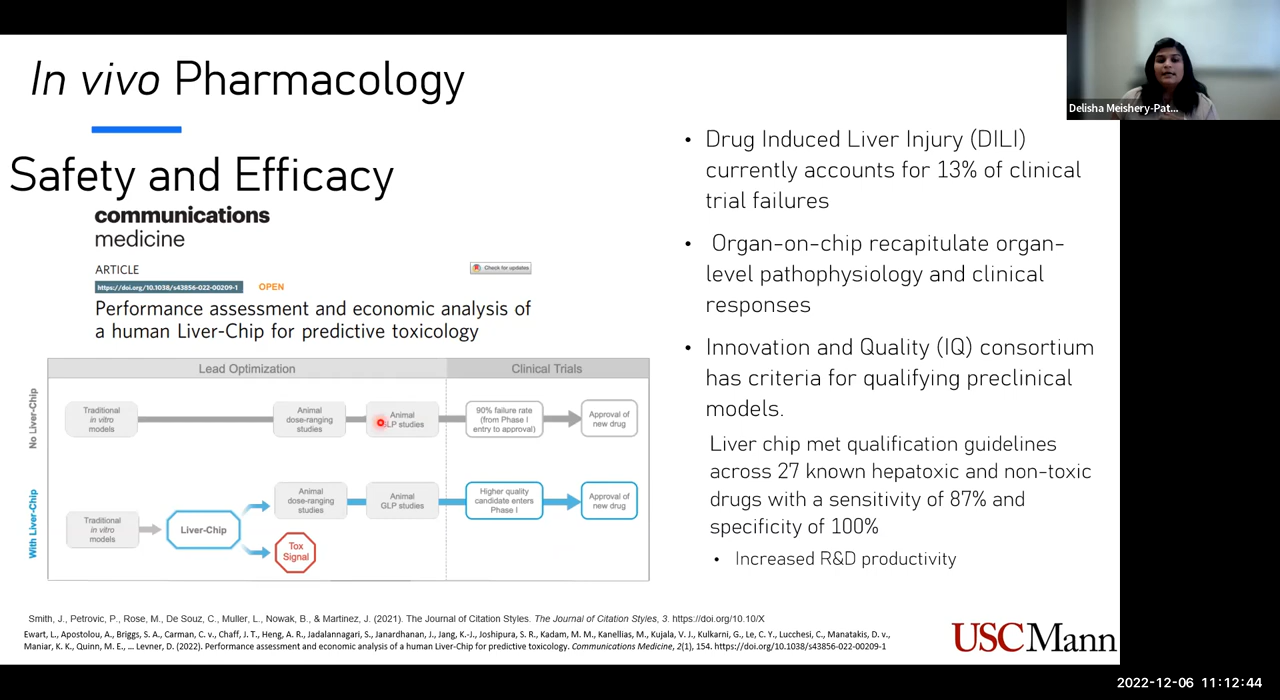 In vivo Pharmacology
Delisha Meishery-Pat...
Safety and Efficacy
communications
medicine
ARTICLE
Check for updates
https://doi.org/10.1038/s43856-022-00209-1
OPEN
Performance assessment and economic analysis of
a human Liver-Chip for predictive toxicology
Lead Optimization
Clinical Trials
No Liver-Chip
Traditional
in vitro
models
Animal
dose-ranging
studies
Animal
GLP studies
90% failure rate
(from Phase I
entry to approval)
Approval of
new drug
With Liver-Chip
Traditional
in vitro
models
Liver-Chip
Animal
dose-ranging
studies
Animal
GLP studies
Higher quality
candidate enters
Phase I
Approval of
new drug
Tox
Signal
• Drug Induced Liver Injury (DILI)
currently accounts for 13% of clinical
trial failures
• Organ-on-chip recapitulate organ-
level pathophysiology and clinical
responses
• Innovation and Quality (IQ) consortium
has criteria for qualifying preclinical
models.
Liver chip met qualification guidelines
across 27 known hepatoxic and non-toxic
drugs with a sensitivity of 87% and
specificity of 100%
• Increased R&D productivity
Smith, J., Petrovic, P., Rose, M., De Souz, C., Muller, L., Nowak, B., & Martinez, J. (2021). The Journal of Citation Styles. The Journal of Citation Styles, 3. https://doi.org/10.10/X
Ewart, L., Apostolou, A., Briggs, S. A., Carman, C. v., Chaff, J. T., Heng, A. R., Jadalannagari, S., Janardhanan, J., Jang, K.-J., Joshipura, S. R., Kadam, M. M., Kanellias, M., Kujala, V. J., Kulkarni, G., Le, C. Y., Lucchesi, C., Manatakis, D. v.,
Maniar, K. K., Quinn, M. E., ... Levner, D. (2022). Performance assessment and economic analysis of a human Liver-Chip for predictive toxicology. Communications Medicine, 2(1), 154. https://doi.org/10.1038/s43856-022-00209-1
USC Mann
2022-12-06 11:12:44